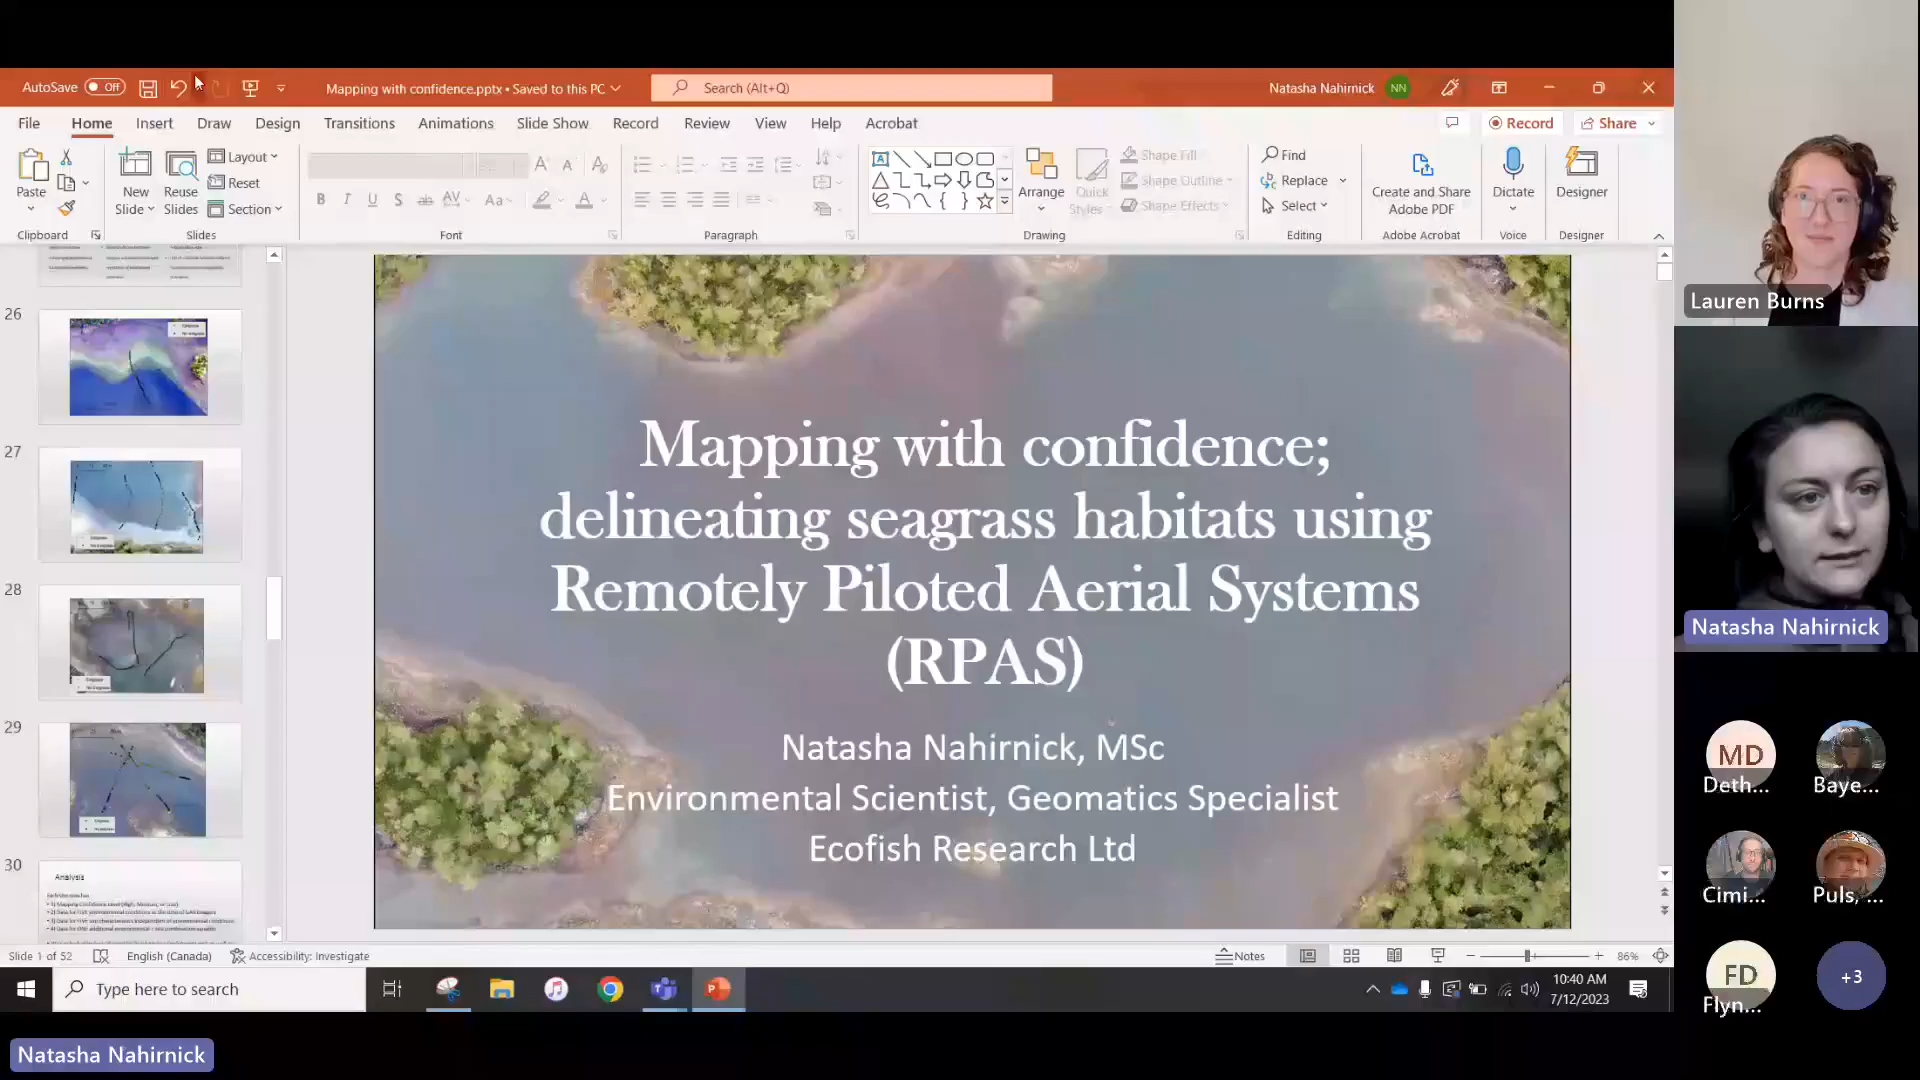 AutoSave Off
Mapping with confidence.pptx • Saved to this PC
Search (Alt+Q)
Natasha Nahirnick NN
File Home Insert Draw Design Transitions Animations Slide Show Record Review View Help Acrobat
Record Share
Paste
Clipboard
New Slide
Reuse Slides
Layout
Reset
Section
Slides
B I U S ab AV Aa A
Font
Paragraph
Arrange
Quick Styles
Shape Fill
Shape Outline
Shape Effects
Drawing
Find
Replace
Select
Editing
Create and Share Adobe PDF
Adobe Acrobat
Dictate
Voice
Designer
Designer
26
27
28
29
30
Analysis
Mapping with confidence;
delineating seagrass habitats using
Remotely Piloted Aerial Systems
(RPAS)
Natasha Nahirnick, MSc
Environmental Scientist, Geomatics Specialist
Ecofish Research Ltd
Slide 1 of 52
English (Canada)
Accessibility: Investigate
Notes
86%
Type here to search
10:40 AM
7/12/2023
Natasha Nahirnick
Lauren Burns
Natasha Nahirnick
MD
Deth...
Baye...
Cimi...
Puls, ...
FD
Flyn...
+3